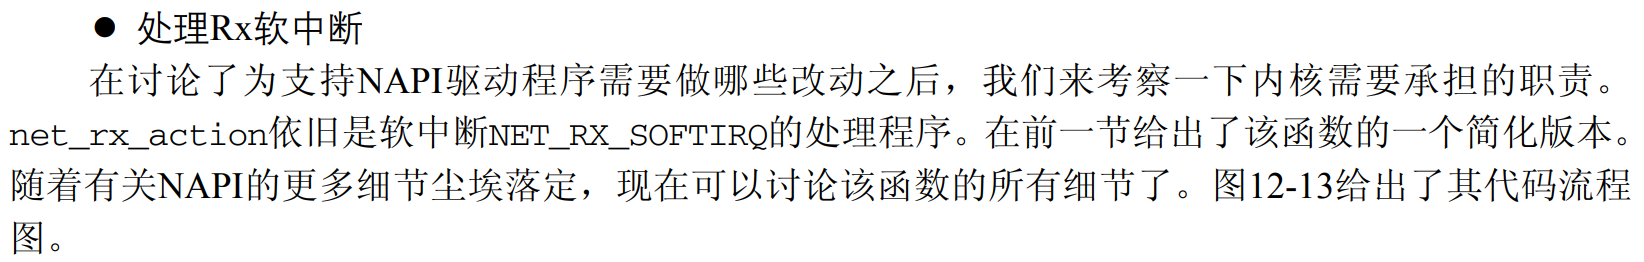 ● 处理Rx软中断
在讨论了为支持NAPI驱动程序需要做哪些改动之后，我们来考察一下内核需要承担的职责。
net_rx_action依旧是软中断NET_RX_SOFTIRQ的处理程序。在前一节给出了该函数的一个简化版本。
随着有关NAPI的更多细节尘埃落定，现在可以讨论该函数的所有细节了。图12-13给出了其代码流程
图。